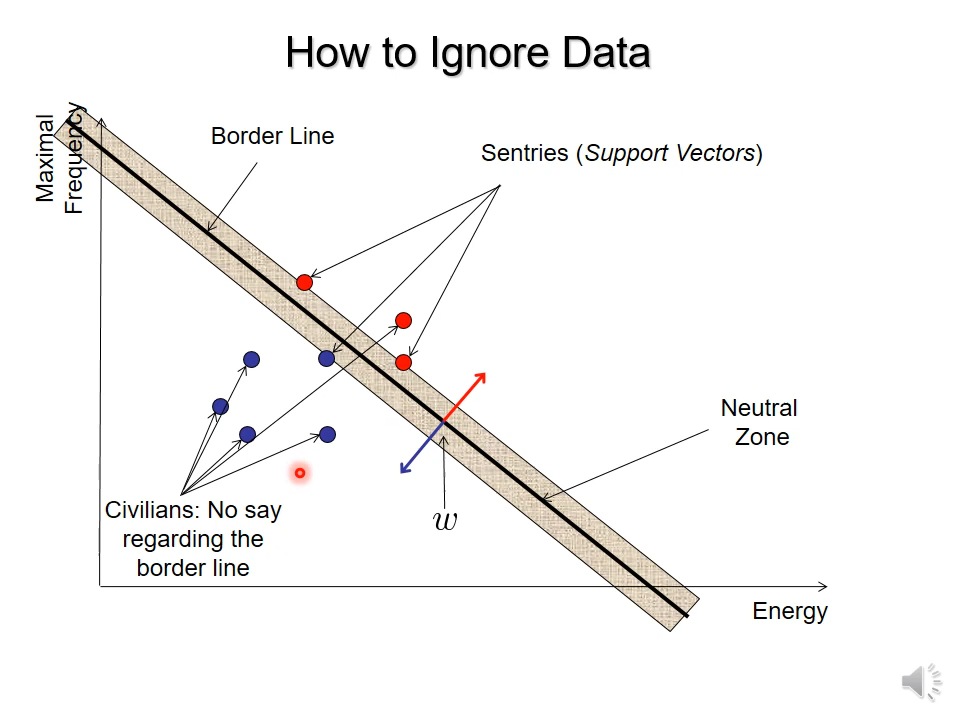 How to Ignore Data
Maximal
Frequency
Border Line
Sentries (Support Vectors)
Neutral
Zone
w
Civilians: No say
regarding the
border line
Energy